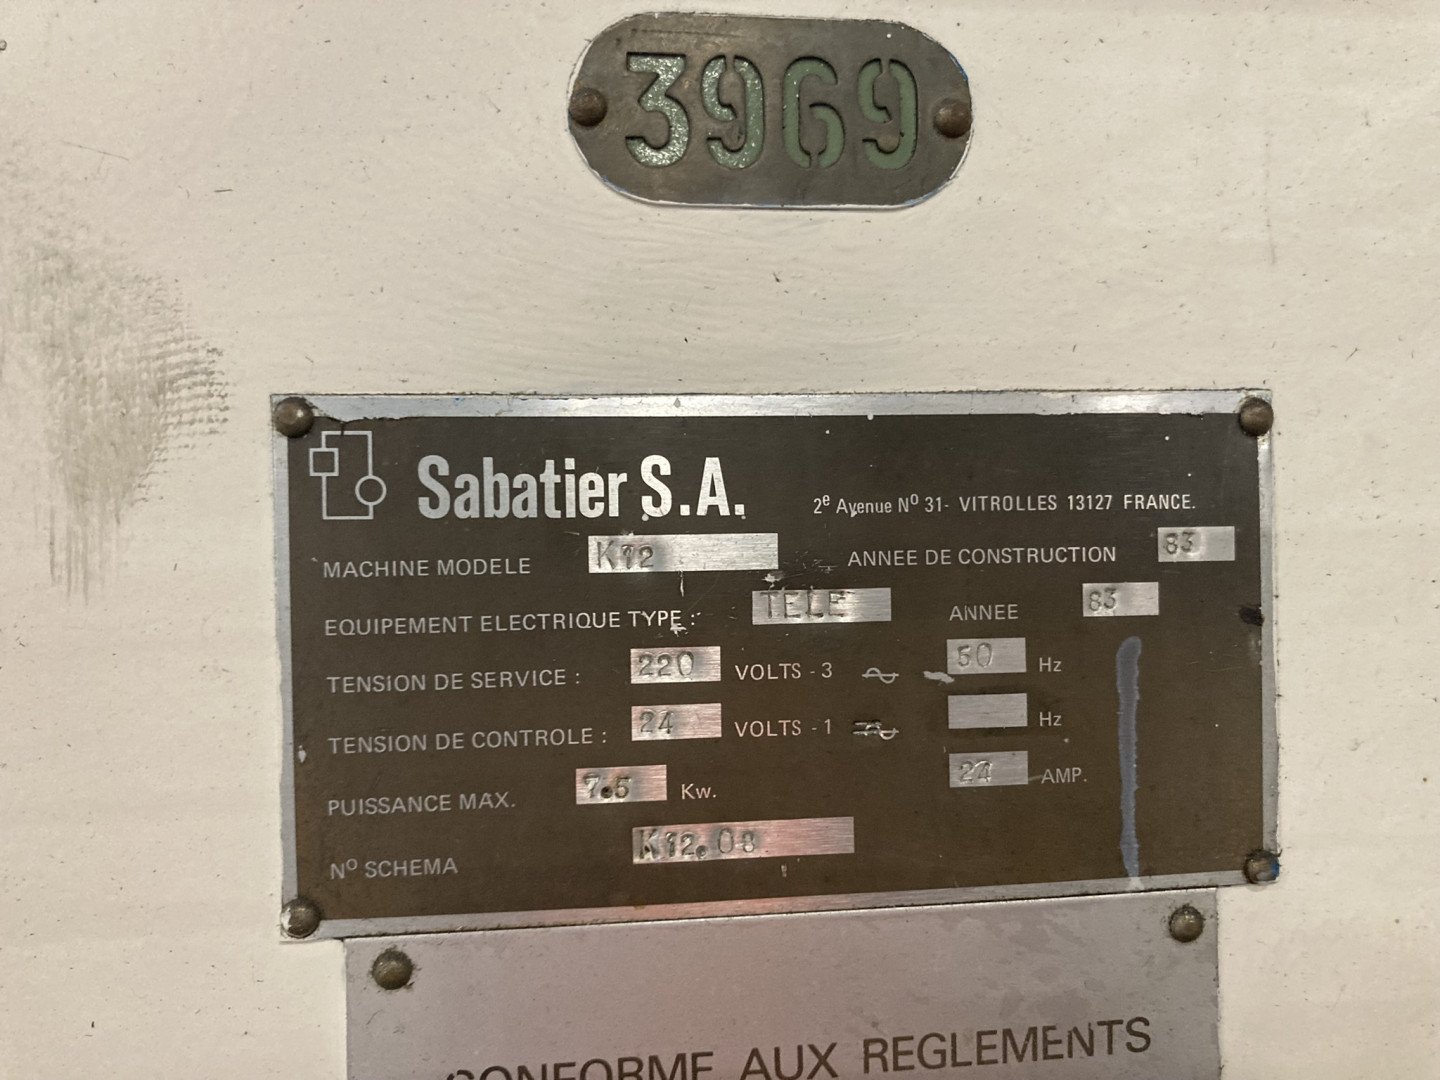 3969
Sabatier S.A.
2e Avenue No 31- VITROLLES 13127 FRANCE.
MACHINE MODELE K12 ANNEE DE CONSTRUCTION 83
EQUIPEMENT ELECTRIQUE TYPE : TELE ANNEE 83
TENSION DE SERVICE : 220 VOLTS - 3 50 Hz
TENSION DE CONTROLE : 24 VOLTS - 1 Hz
PUISSANCE MAX. 7.5 Kw. 24 AMP.
No SCHEMA K12.08
CONFORME AUX REGLEMENTS